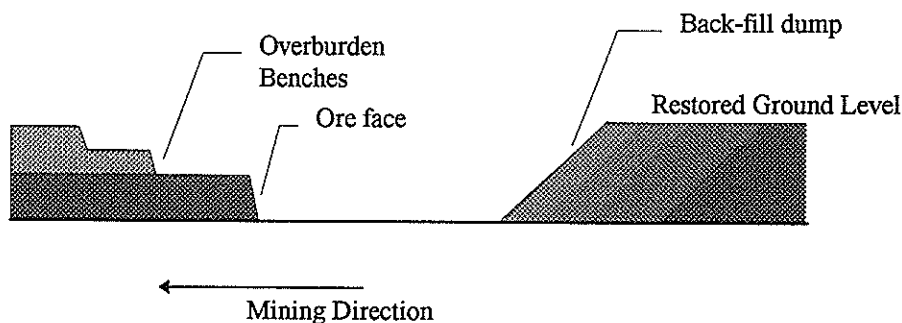 Back-fill dump
Overburden
Benches
Restored Ground Level
Ore face
Mining Direction